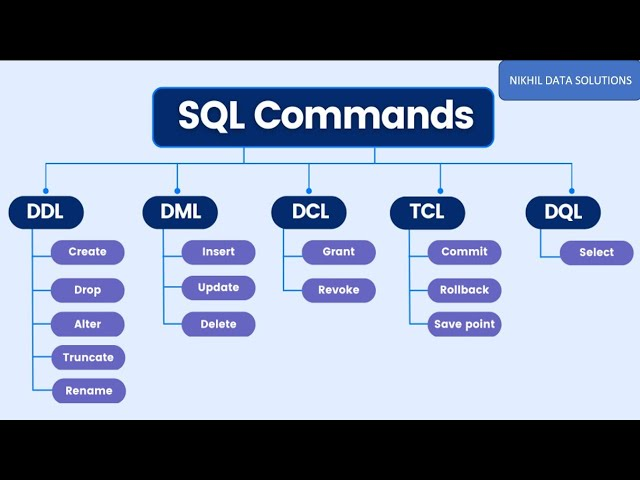 NIKHIL DATA SOLUTIONS
SQL Commands
DDL
DML
DCL
TCL
DQL
Create
Drop
Alter
Truncate
Rename
Insert
Update
Delete
Grant
Revoke
Commit
Rollback
Save point
Select